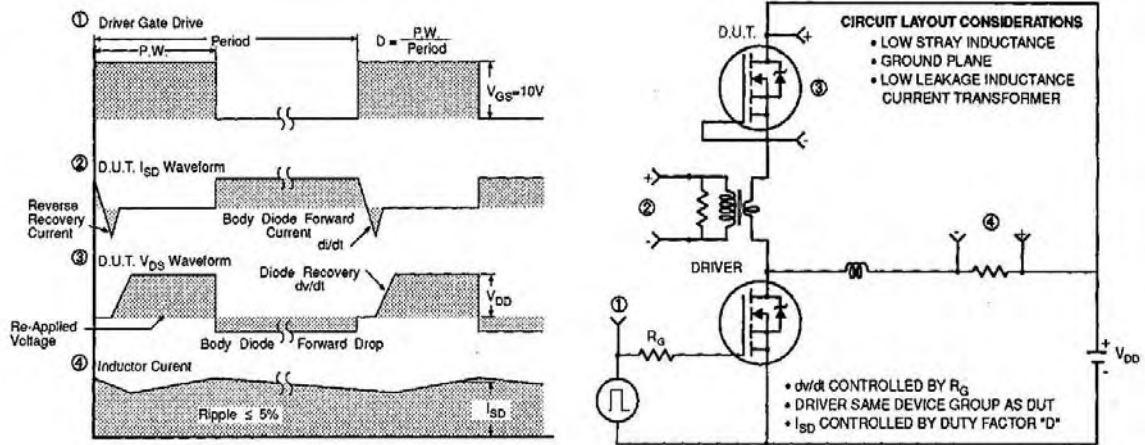 ① Driver Gate Drive
Period
P.W.
D = P.W. / Period
V_GS=10V
② D.U.T. I_SD Waveform
Reverse
Recovery
Current
Body Diode Forward
Current
di/dt
③ D.U.T. V_DS Waveform
Diode Recovery
dv/dt
V_DD
Re-Applied
Voltage
Body Diode Forward Drop
④ Inductor Curent
Ripple ≤ 5%
I_SD
CIRCUIT LAYOUT CONSIDERATIONS
• LOW STRAY INDUCTANCE
• GROUND PLANE
• LOW LEAKAGE INDUCTANCE
CURRENT TRANSFORMER
D.U.T.
+
③
-
+
②
-
④
-
+
DRIVER
①
R_G
+
V_DD
-
• dv/dt CONTROLLED BY R_G
• DRIVER SAME DEVICE GROUP AS DUT
• I_SD CONTROLLED BY DUTY FACTOR "D"